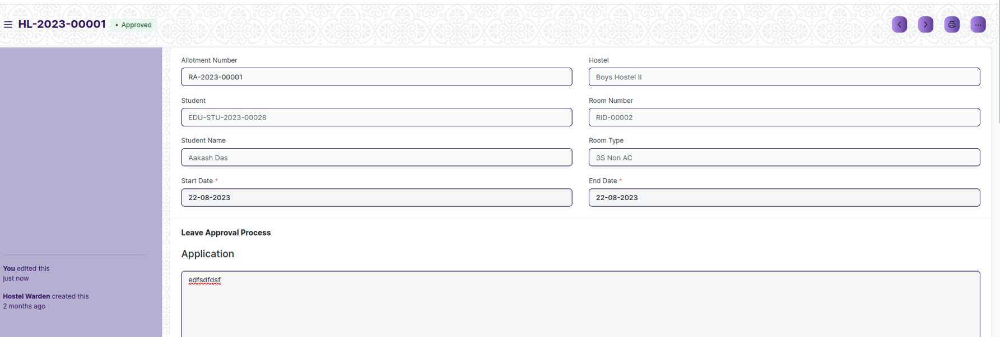 HL-2023-00001 • Approved
Allotment Number
RA-2023-00001
Hostel
Boys Hostel II
Student
EDU-STU-2023-00028
Room Number
RID-00002
Student Name
Aakash Das
Room Type
3S Non AC
Start Date *
22-08-2023
End Date *
22-08-2023
Leave Approval Process
Application
edfsdfdsf
You edited this
just now
Hostel Warden created this
2 months ago